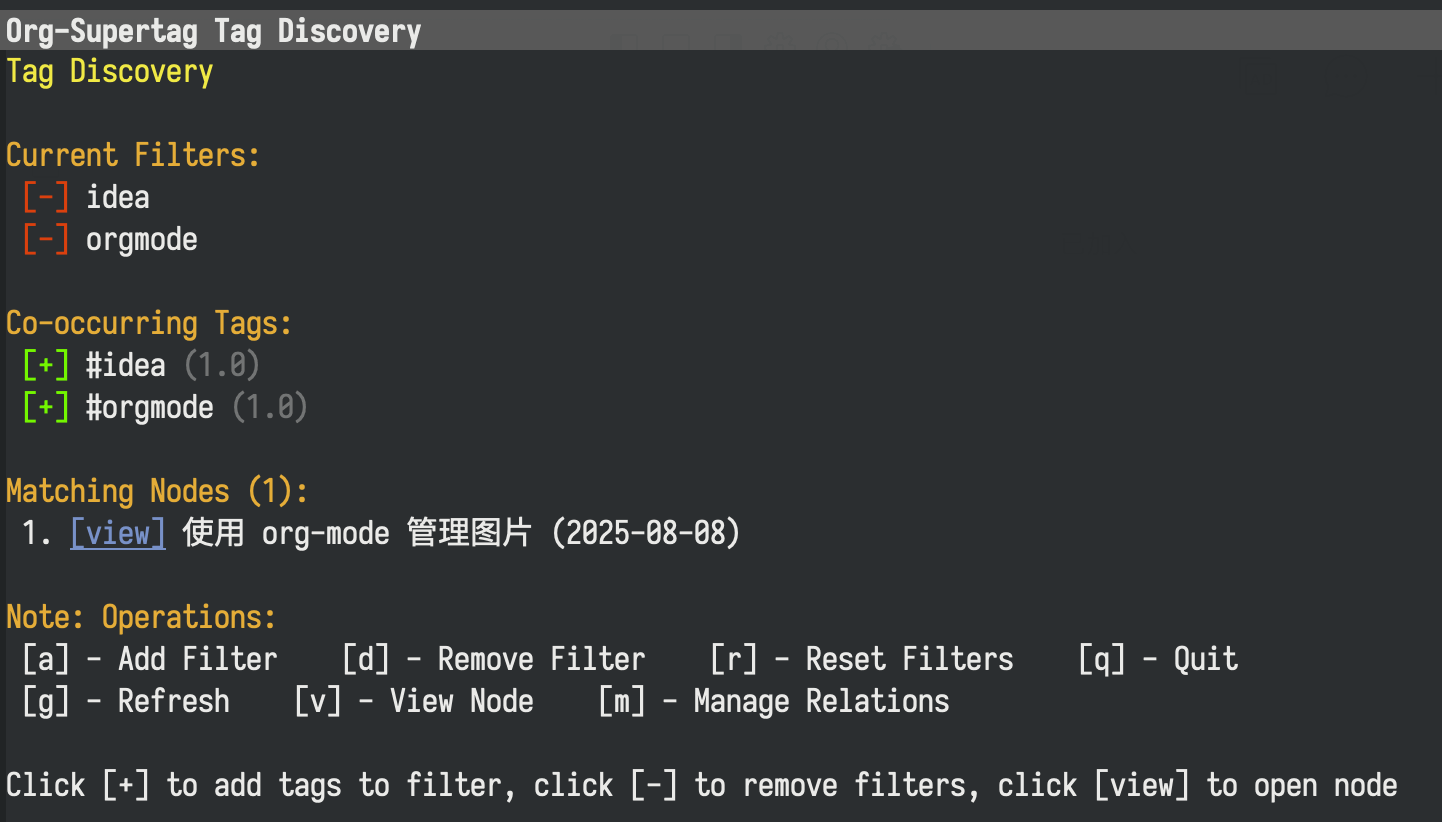 Org-Supertag Tag Discovery
Tag Discovery
Current Filters:
[-] idea
[-] orgmode
Co-occurring Tags:
[+] #idea (1.0)
[+] #orgmode (1.0)
Matching Nodes (1):
1. [view] 使用 org-mode 管理图片 (2025-08-08)
Note: Operations:
[a] - Add Filter    [d] - Remove Filter    [r] - Reset Filters    [q] - Quit
[g] - Refresh    [v] - View Node    [m] - Manage Relations
Click [+] to add tags to filter, click [-] to remove filters, click [view] to open node